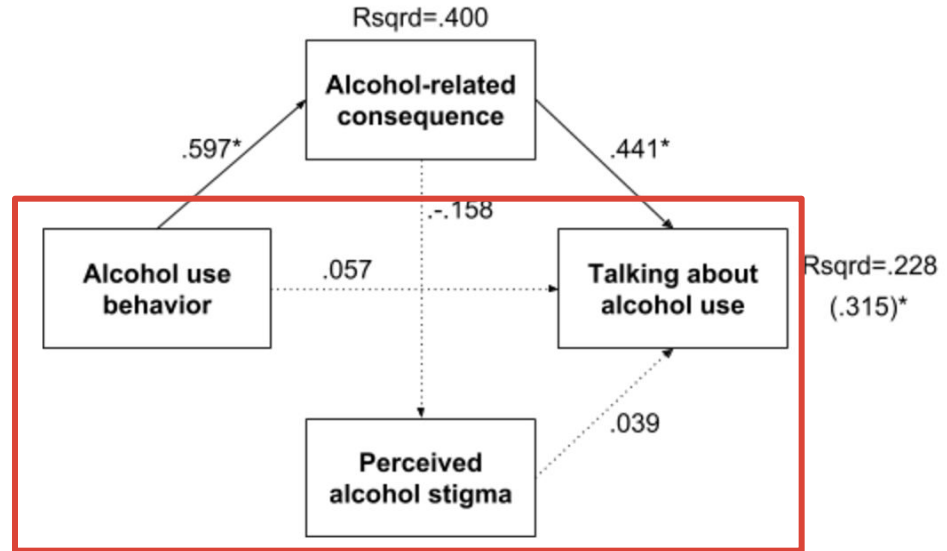 Rsqrd=.400
Alcohol-related
consequence
.597*
.441*
.-.158
Alcohol use
behavior
.057
Talking about
alcohol use
Rsqrd=.228
(.315)*
.039
Perceived
alcohol stigma